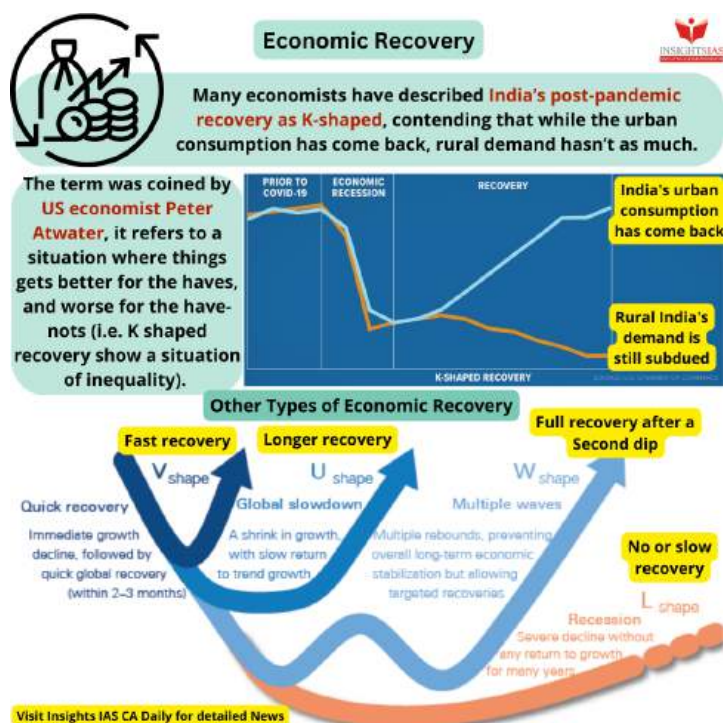 Economic Recovery
INSIGHTSIAS
Many economists have described India's post-pandemic
recovery as K-shaped, contending that while the urban
consumption has come back, rural demand hasn't as much.
The term was coined by
US economist Peter
Atwater, it refers to a
situation where things
gets better for the haves,
and worse for the have-
nots (i.e. K shaped
recovery show a situation
of inequality).
PRIOR TO
COVID-19
ECONOMIC
RECESSION
RECOVERY
India's urban
consumption
has come back
Rural India's
demand is
still subdued
K-SHAPED RECOVERY
Other Types of Economic Recovery
Fast recovery
Longer recovery
Full recovery after a
Second dip
V shape
U shape
W shape
Quick recovery
Immediate growth
decline, followed by
quick global recovery
(within 2–3 months)
Global slowdown
A shrink in growth,
with slow return
to trend growth
Multiple waves
Multiple rebounds, preventing
overall long-term economic
stabilization but allowing
targeted recoveries.
No or slow
recovery
L shape
Recession
Severe decline without
any return to growth
for many years
Visit Insights IAS CA Daily for detailed News